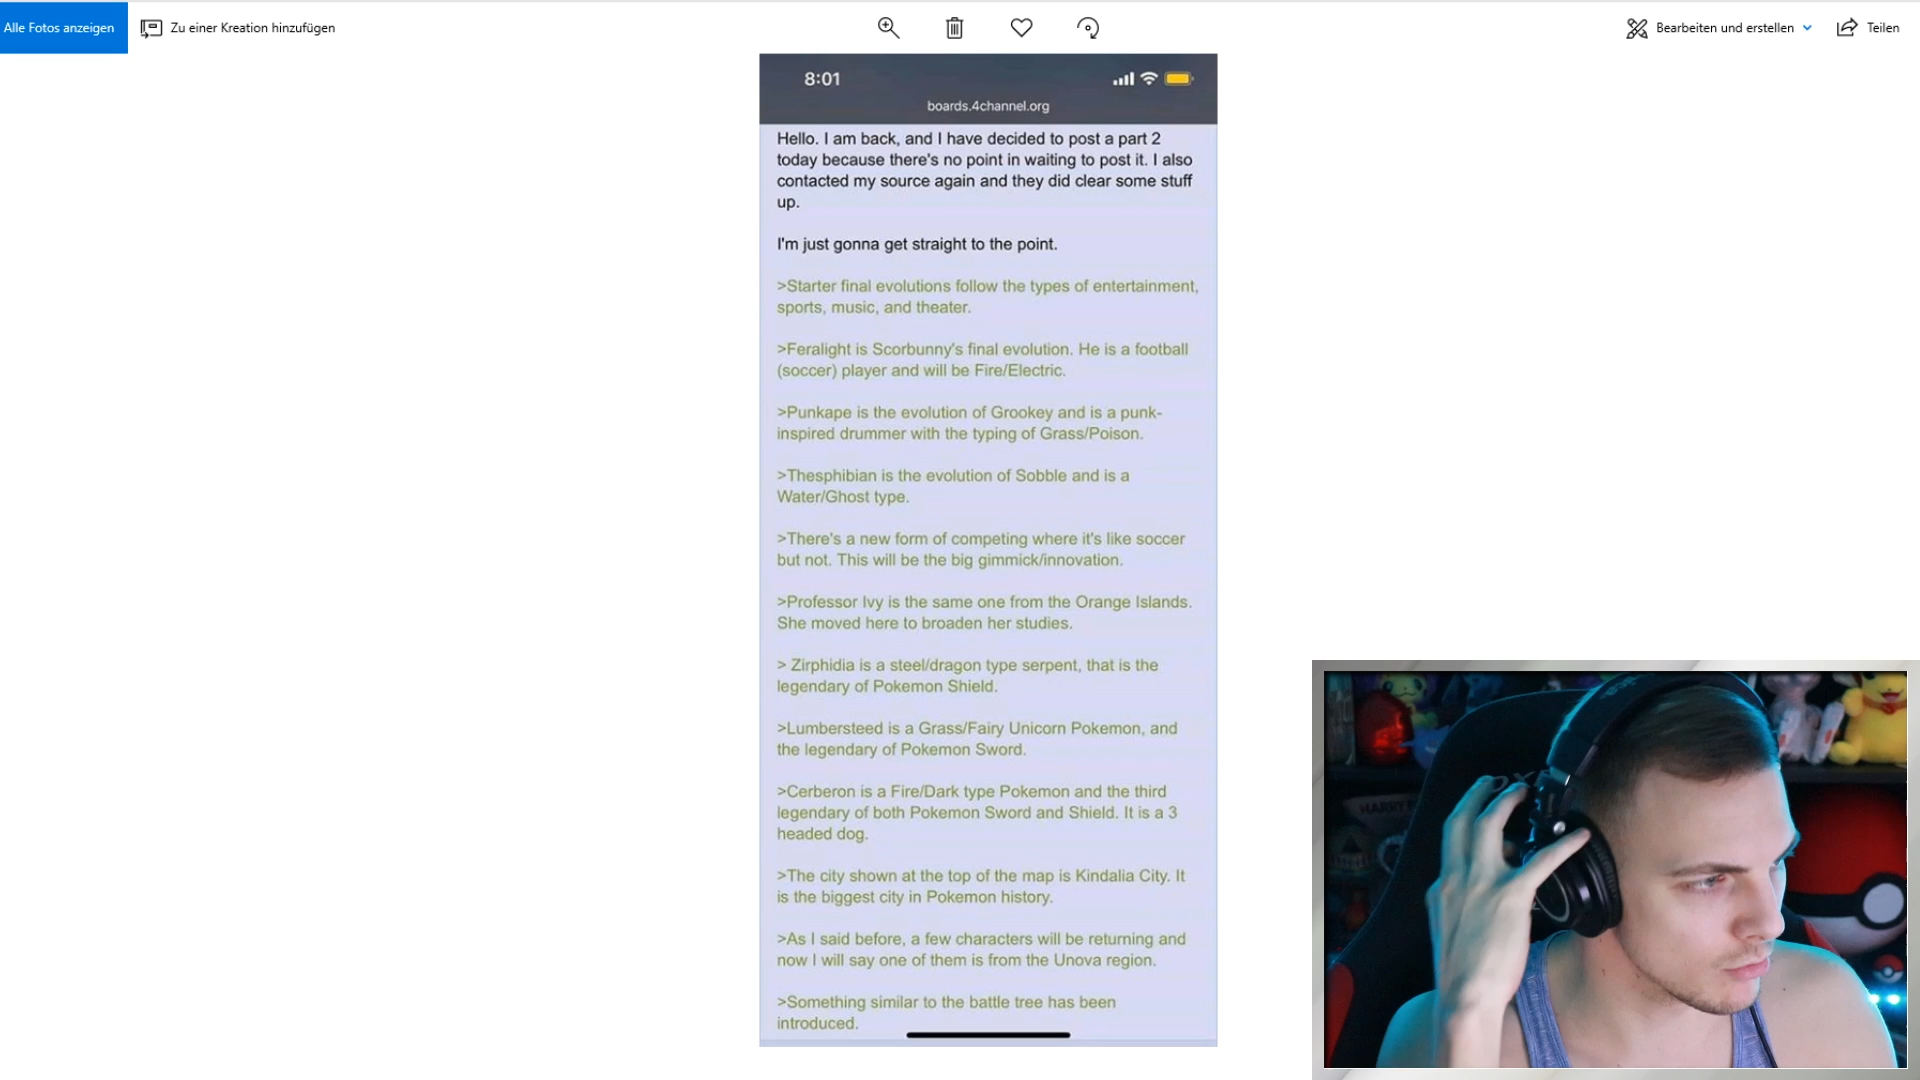 Alle Fotos anzeigen
Zu einer Kreation hinzufügen
Bearbeiten und erstellen
Teilen
8:01
boards.4channel.org
Hello. I am back, and I have decided to post a part 2
today because there's no point in waiting to post it. I also
contacted my source again and they did clear some stuff
up.
I'm just gonna get straight to the point.
>Starter final evolutions follow the types of entertainment,
sports, music, and theater.
>Feralight is Scorbunny's final evolution. He is a football
(soccer) player and will be Fire/Electric.
>Punkape is the evolution of Grookey and is a punk-
inspired drummer with the typing of Grass/Poison.
>Thesphibian is the evolution of Sobble and is a
Water/Ghost type.
>There's a new form of competing where it's like soccer
but not. This will be the big gimmick/innovation.
>Professor Ivy is the same one from the Orange Islands.
She moved here to broaden her studies.
> Zirphidia is a steel/dragon type serpent, that is the
legendary of Pokemon Shield.
>Lumbersteed is a Grass/Fairy Unicorn Pokemon, and
the legendary of Pokemon Sword.
>Cerberon is a Fire/Dark type Pokemon and the third
legendary of both Pokemon Sword and Shield. It is a 3
headed dog.
>The city shown at the top of the map is Kindalia City. It
is the biggest city in Pokemon history.
>As I said before, a few characters will be returning and
now I will say one of them is from the Unova region.
>Something similar to the battle tree has been
introduced.